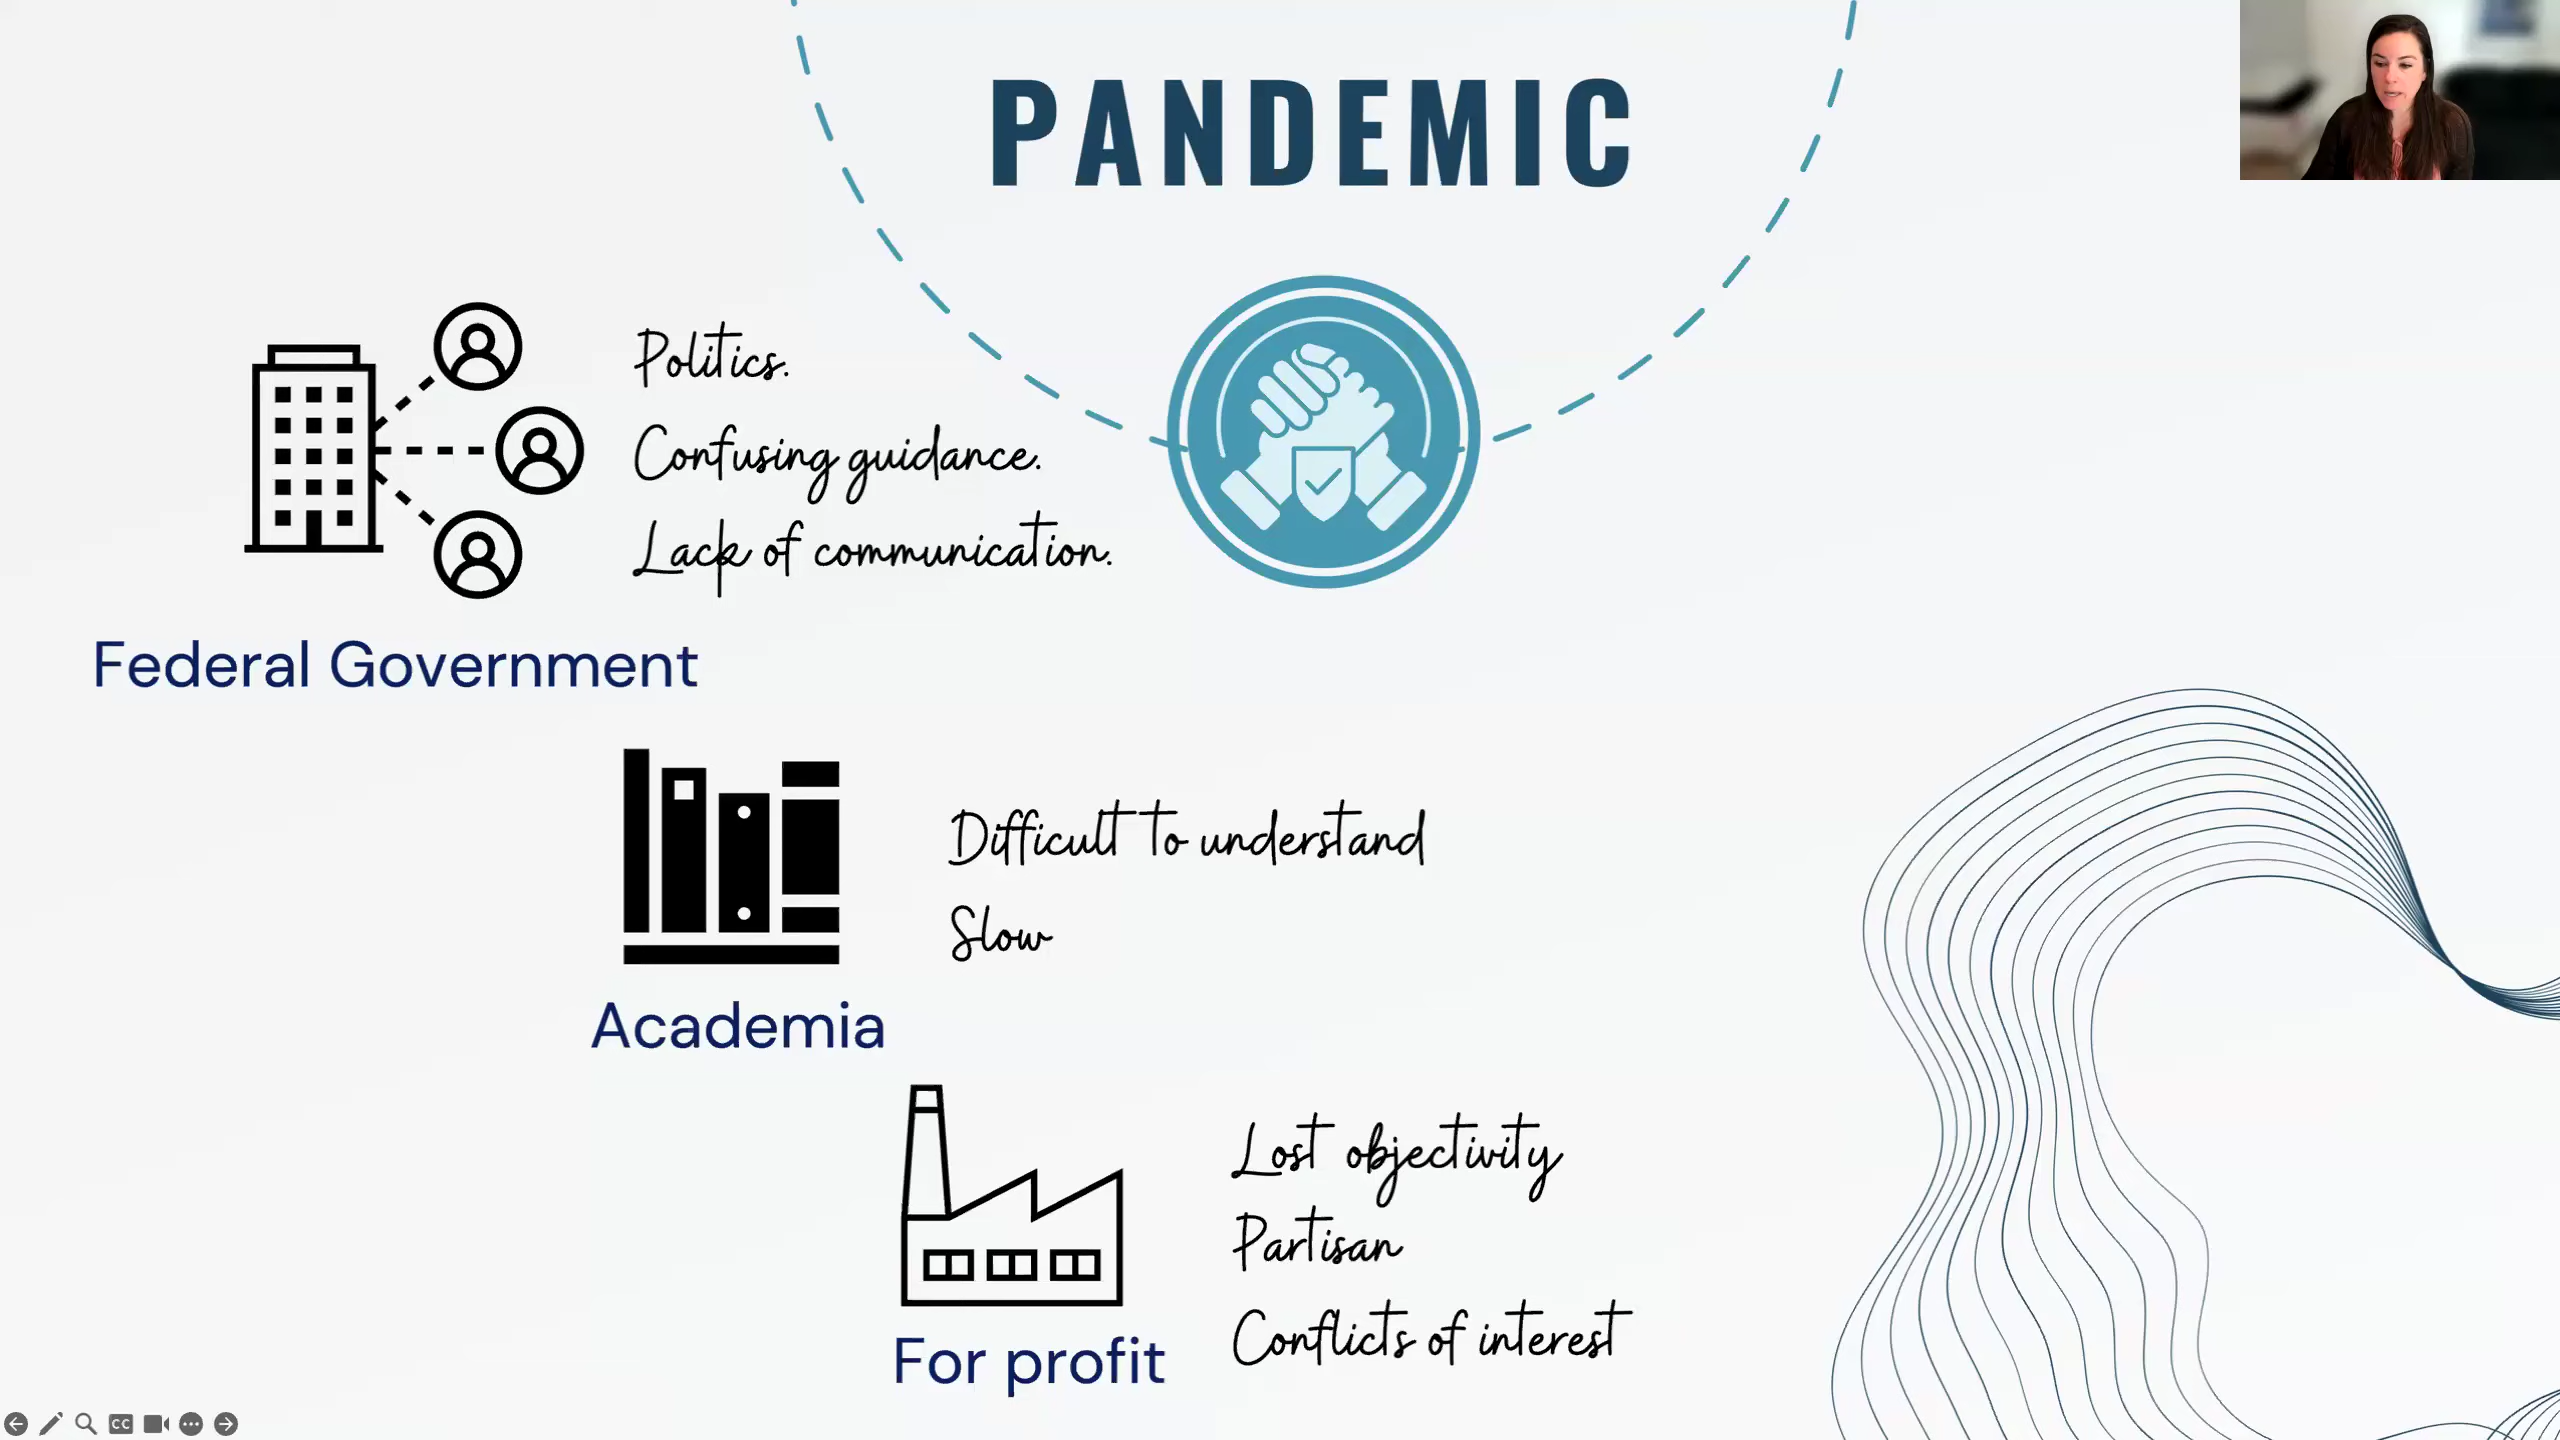 PANDEMIC
Politics.
Confusing guidance.
Lack of communication.
Federal Government
Difficult to understand
Slow
Academia
Lost objectivity
Partisan
Conflicts of interest
For profit
CC